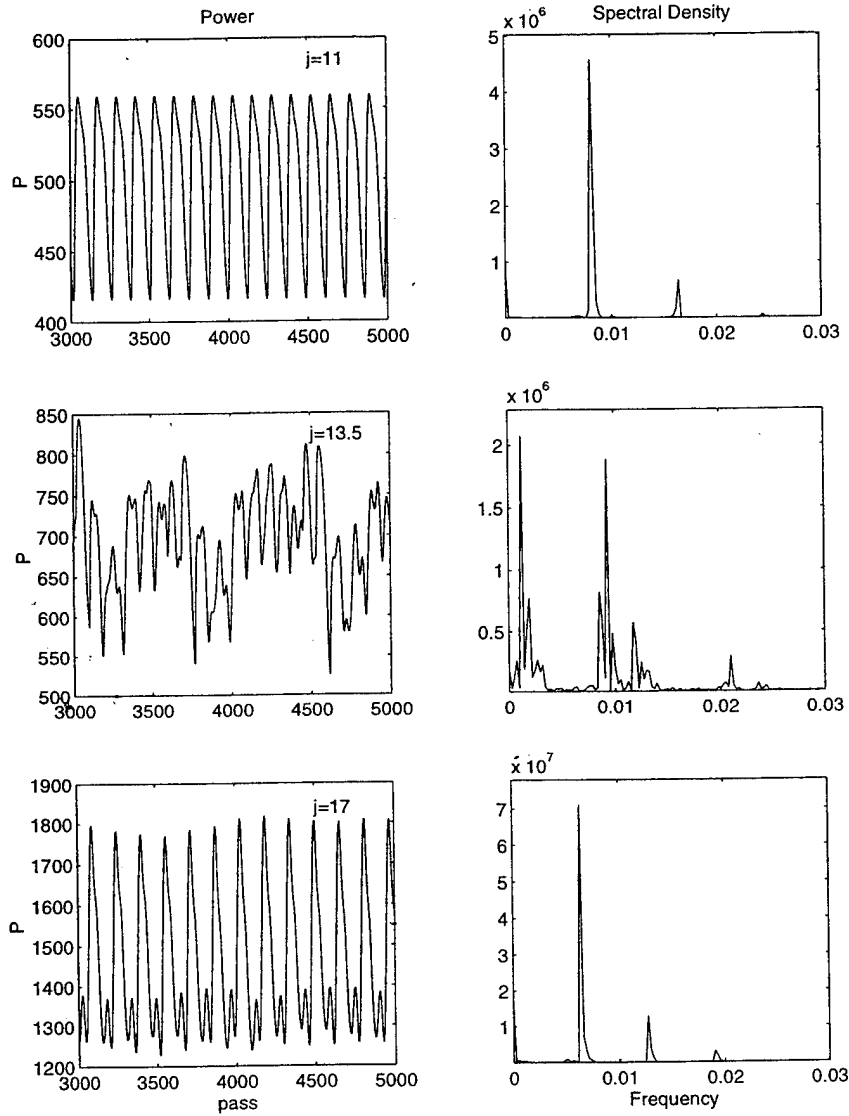 Power
Spectral Density
600
550
500
450
400
P
j=11
3000 3500 4000 4500 5000
x 10^6
5
4
3
2
1
0 0.01 0.02 0.03
850
800
750
700
650
600
550
500
P
j=13.5
3000 3500 4000 4500 5000
x 10^6
2
1.5
1
0.5
0 0.01 0.02 0.03
1900
1800
1700
1600
1500
1400
1300
1200
P
j=17
3000 3500 4000 4500 5000
pass
x 10^7
7
6
5
4
3
2
1
0 0.01 0.02 0.03
Frequency